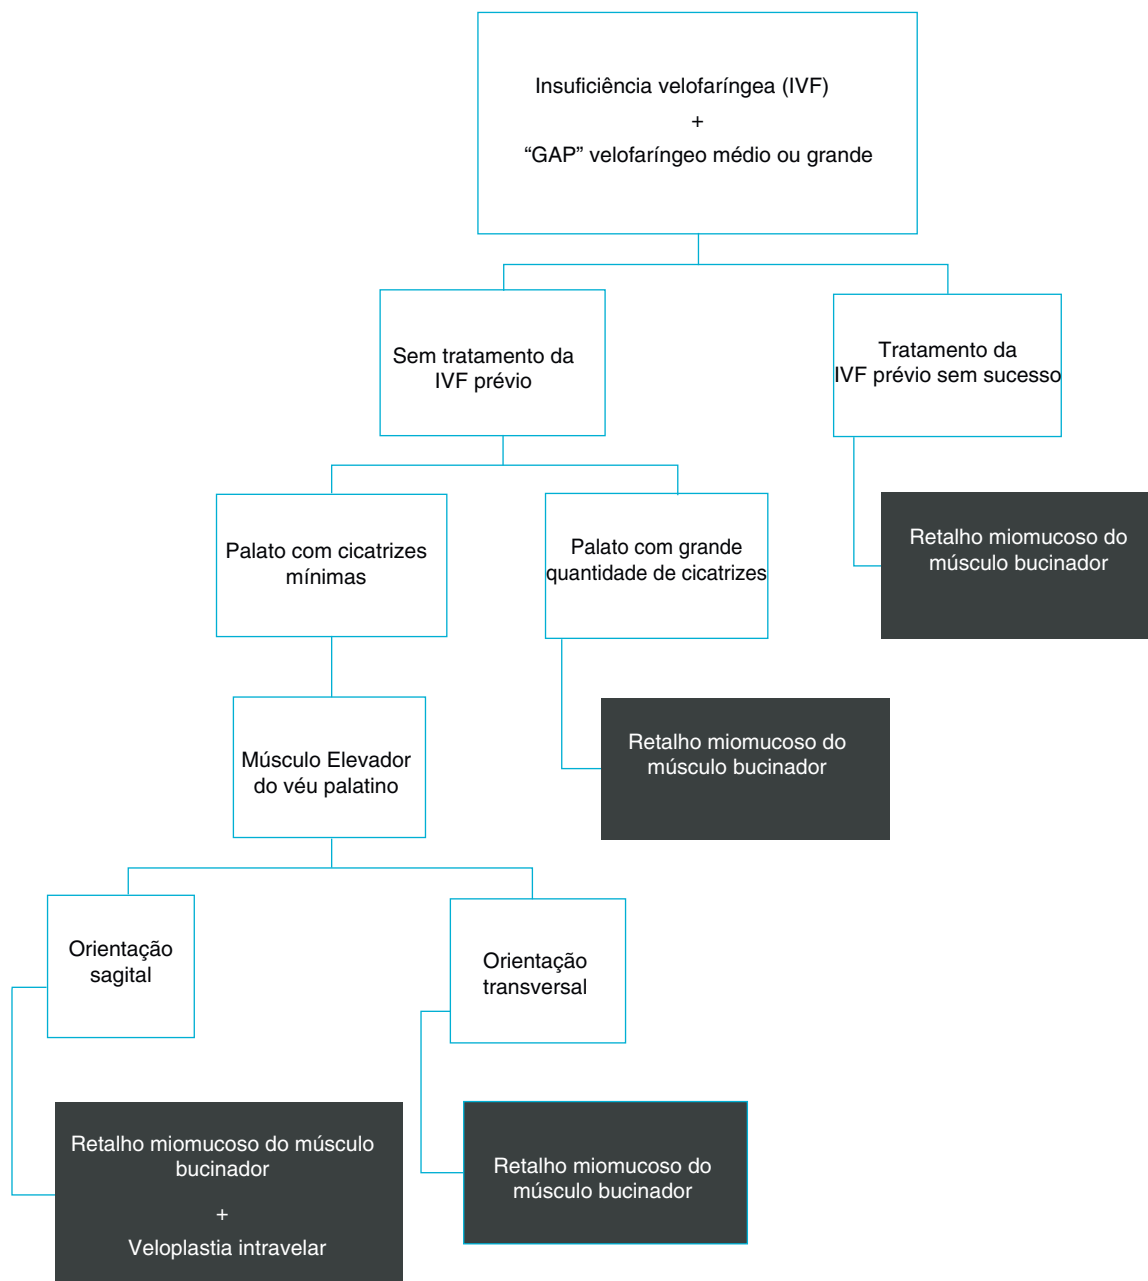 Insuficiência velofaríngea (IVF)
+
“GAP” velofaríngeo médio ou grande
Sem tratamento da
IVF prévio
Tratamento da
IVF prévio sem sucesso
Palato com cicatrizes
mínimas
Palato com grande
quantidade de cicatrizes
Retalho miomucoso do
músculo bucinador
Músculo Elevador
do véu palatino
Retalho miomucoso do
músculo bucinador
Orientação
sagital
Orientação
transversal
Retalho miomucoso do músculo
bucinador
+
Veloplastia intravelar
Retalho miomucoso do
músculo bucinador